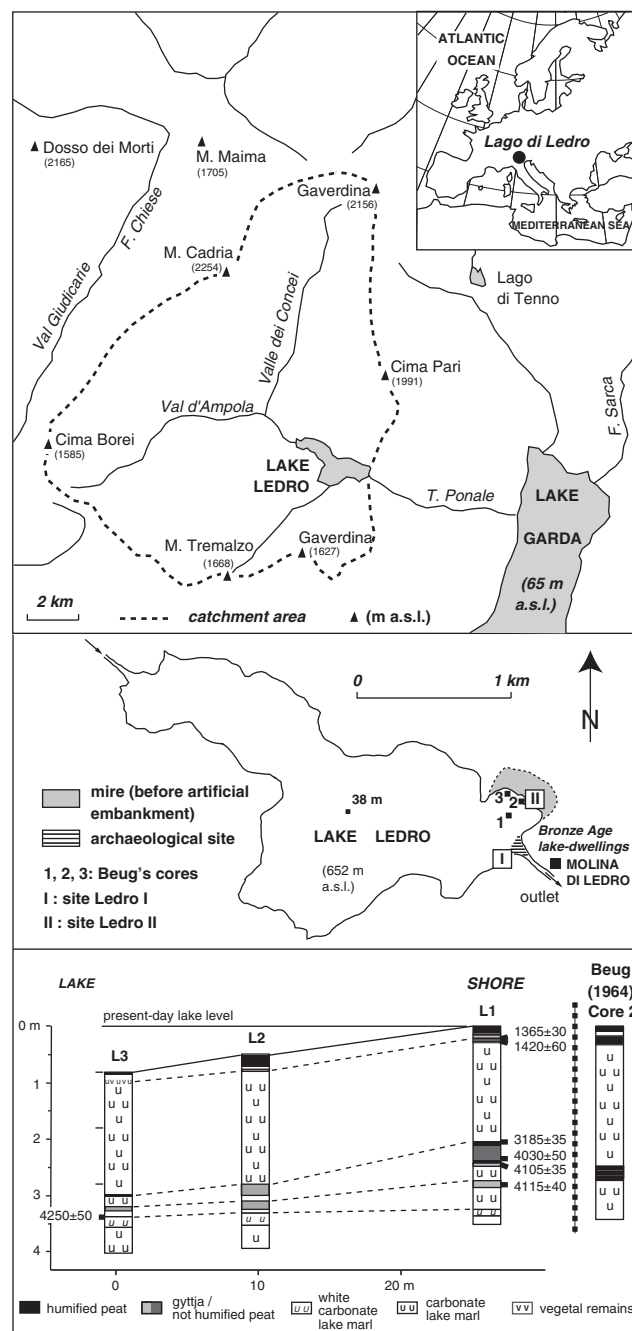 ATLANTIC
OCEAN
Lago di Ledro
MEDITERRANEAN SEA
Dosso dei Morti
(2165)
M. Maima
(1705)
F. Chiese
Gaverdina
(2156)
M. Cadria
(2254)
Val Giudicarie
Valle dei Concei
Lago
di Tenno
Cima Pari
(1991)
F. Sarca
Val d'Ampola
Cima Borei
(1585)
LAKE
LEDRO
T. Ponale
LAKE
GARDA
(65 m
a.s.l.)
M. Tremalzo
(1668)
Gaverdina
(1627)
2 km
catchment area
(m a.s.l.)
0 1 km
N
mire (before artificial
embankment)
archaeological site
1, 2, 3: Beug's cores
I : site Ledro I
II : site Ledro II
38 m
LAKE LEDRO
(652 m
a.s.l.)
3
2
II
1
I
Bronze Age
lake-dwellings
MOLINA
DI LEDRO
outlet
LAKE
SHORE
Beug
(1964)
Core 2
present-day lake level
L3
L2
L1
0 m
1
2
3
4
uv uv
u
u u
u
u u
u
u u
u
u u
u u
u u
u u
u
u u
u
u u
u
u u
u
u u
u u
u
u
u u
u
u u
u
u u
u u
u u
u u
u
u u
u
u u
u
u u
u
u u
u
1365±30
1420±60
3185±35
4030±50
4105±35
4115±40
4250±50
0 10 20 m
humified peat
gyttja /
not humified peat
u u white
carbonate
lake marl
u u carbonate
lake marl
v v vegetal remains